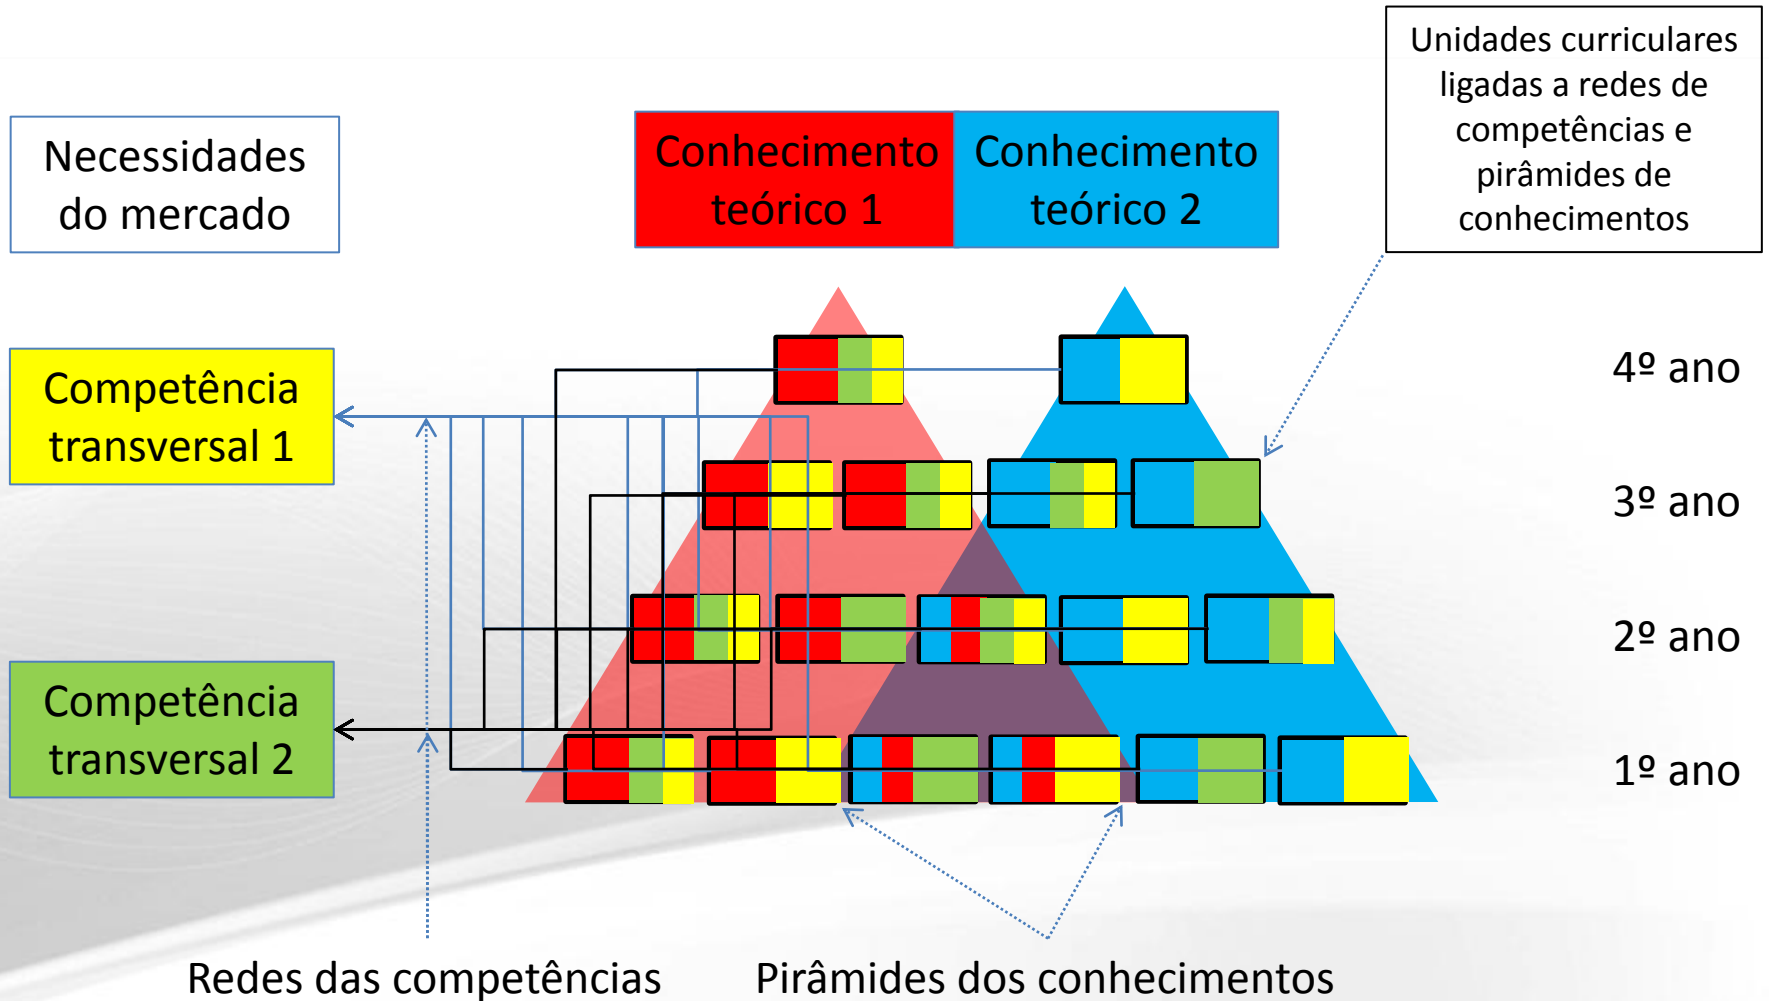 Unidades curriculares
ligadas a redes de
competências e
pirâmides de
conhecimentos
Necessidades
do mercado
Conhecimento
teórico 1
Conhecimento
teórico 2
Competência
transversal 1
4º ano
3º ano
2º ano
Competência
transversal 2
1º ano
Redes das competências
Pirâmides dos conhecimentos